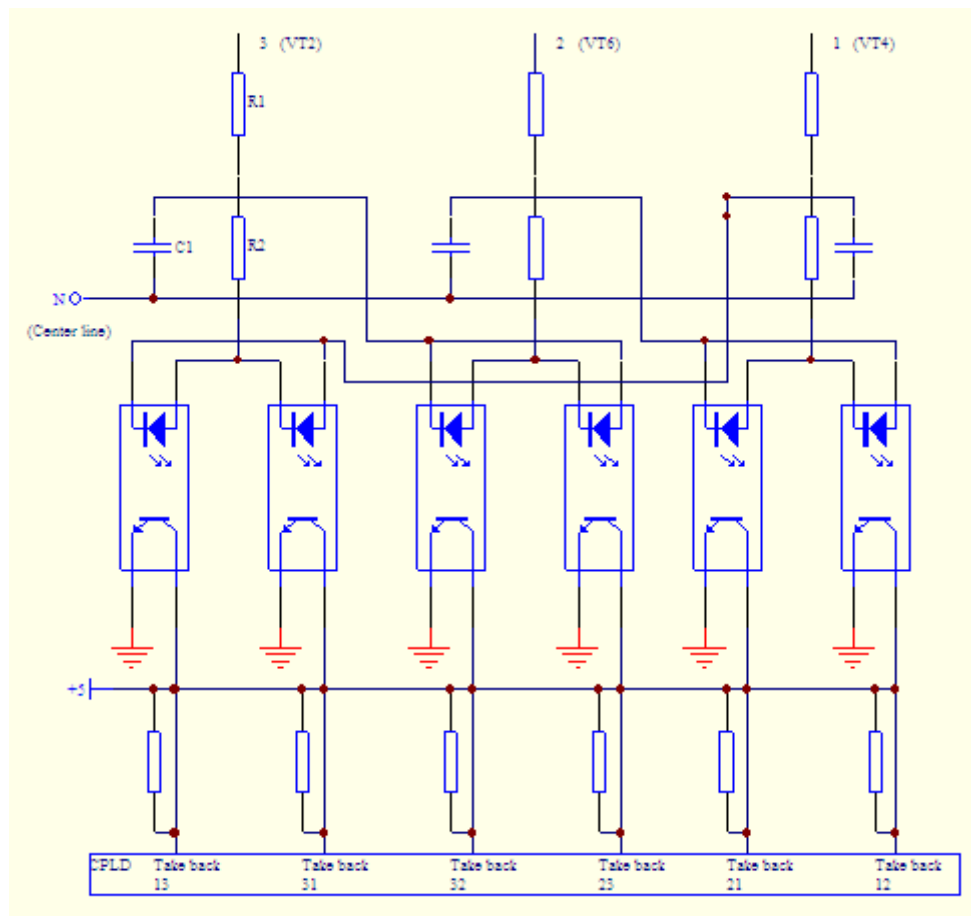 3 (VT2)
2 (VT6)
1 (VT4)
R1
C1
R2
N
(Center line)
+5
CPLD
Take back
13
Take back
31
Take back
32
Take back
23
Take back
21
Take back
12